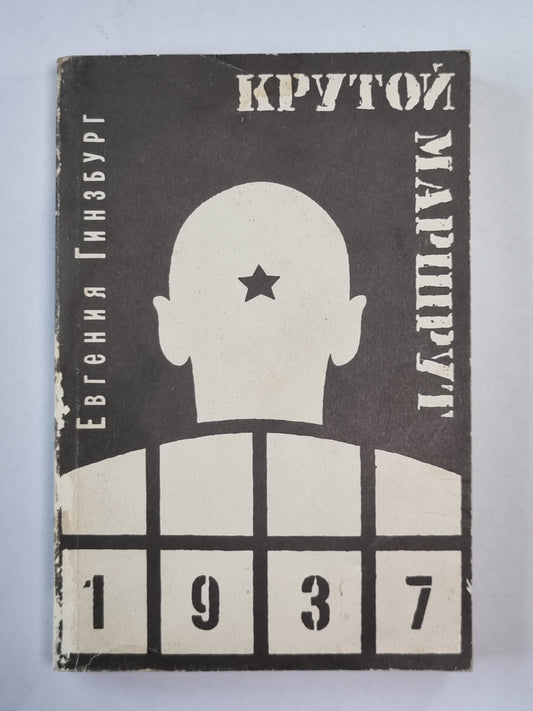 Евгения Гинзбург
КРУТОЙ
МАРШРУТ
1937